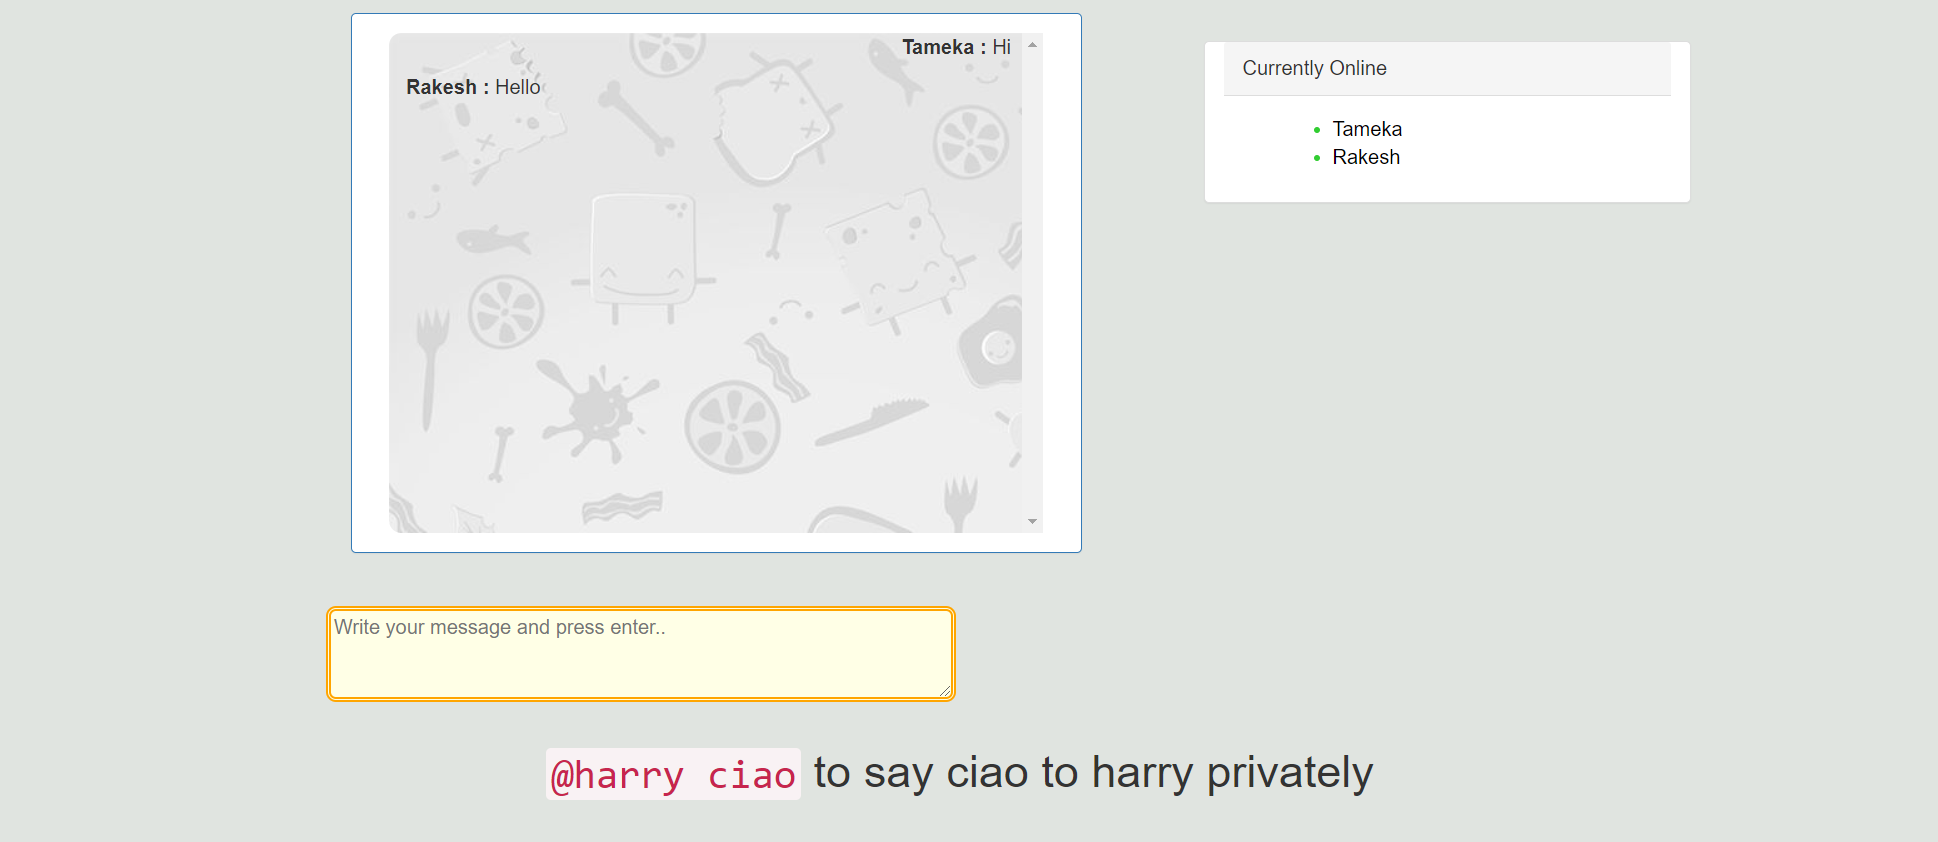 Tameka : Hi
Rakesh : Hello
Currently Online
Tameka
Rakesh
Write your message and press enter..
@harry ciao to say ciao to harry privately